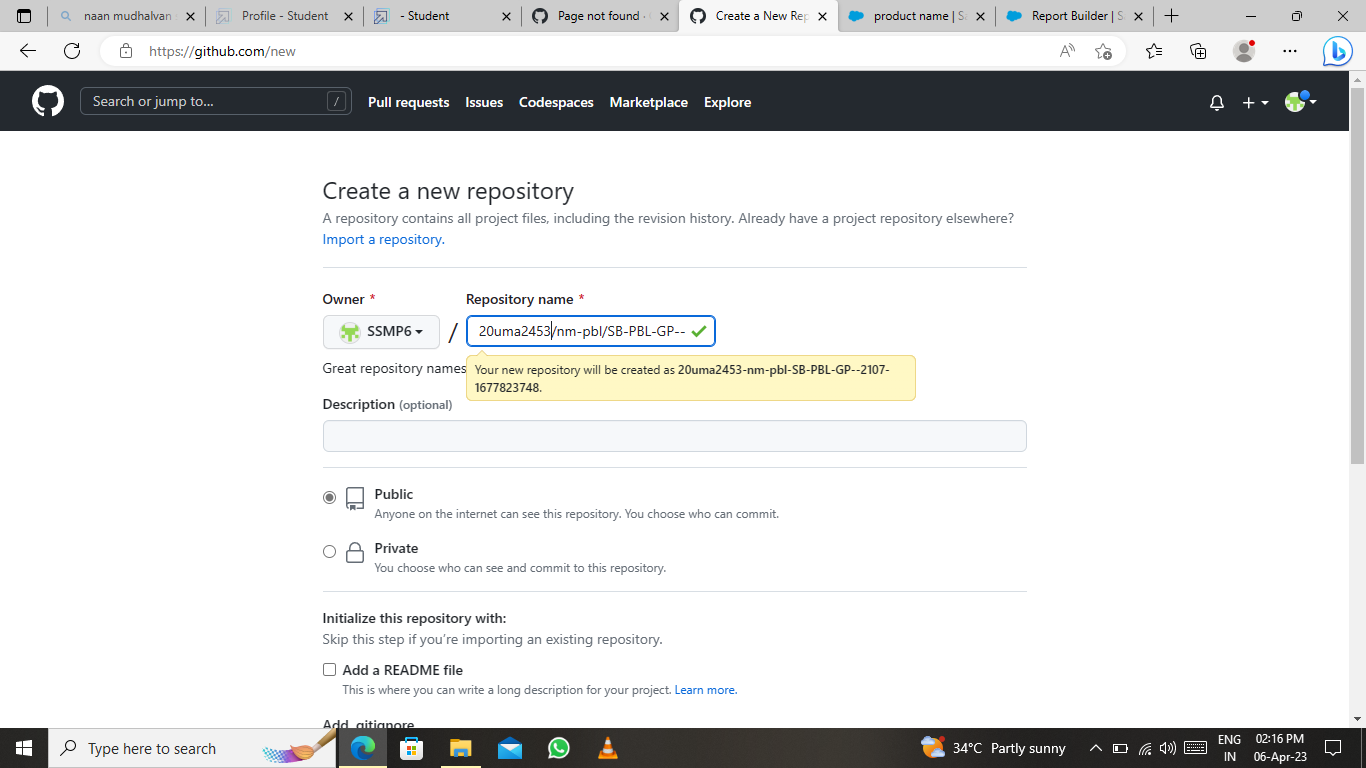 naan mudhalvan
Profile - Student
- Student
Page not found ·
Create a New Rep
product name | Sa
Report Builder | S
https://github.com/new
Search or jump to...
/
Pull requests
Issues
Codespaces
Marketplace
Explore
Create a new repository
A repository contains all project files, including the revision history. Already have a project repository elsewhere?
Import a repository.
Owner *
Repository name *
SSMP6
/
20uma2453/nm-pbl/SB-PBL-GP--
Great repository names
Your new repository will be created as 20uma2453-nm-pbl-SB-PBL-GP--2107-
1677823748.
Description (optional)
Public
Anyone on the internet can see this repository. You choose who can commit.
Private
You choose who can see and commit to this repository.
Initialize this repository with:
Skip this step if you're importing an existing repository.
Add a README file
This is where you can write a long description for your project. Learn more.
Add .gitignore
Type here to search
34°C Partly sunny
ENG
IN
02:16 PM
06-Apr-23